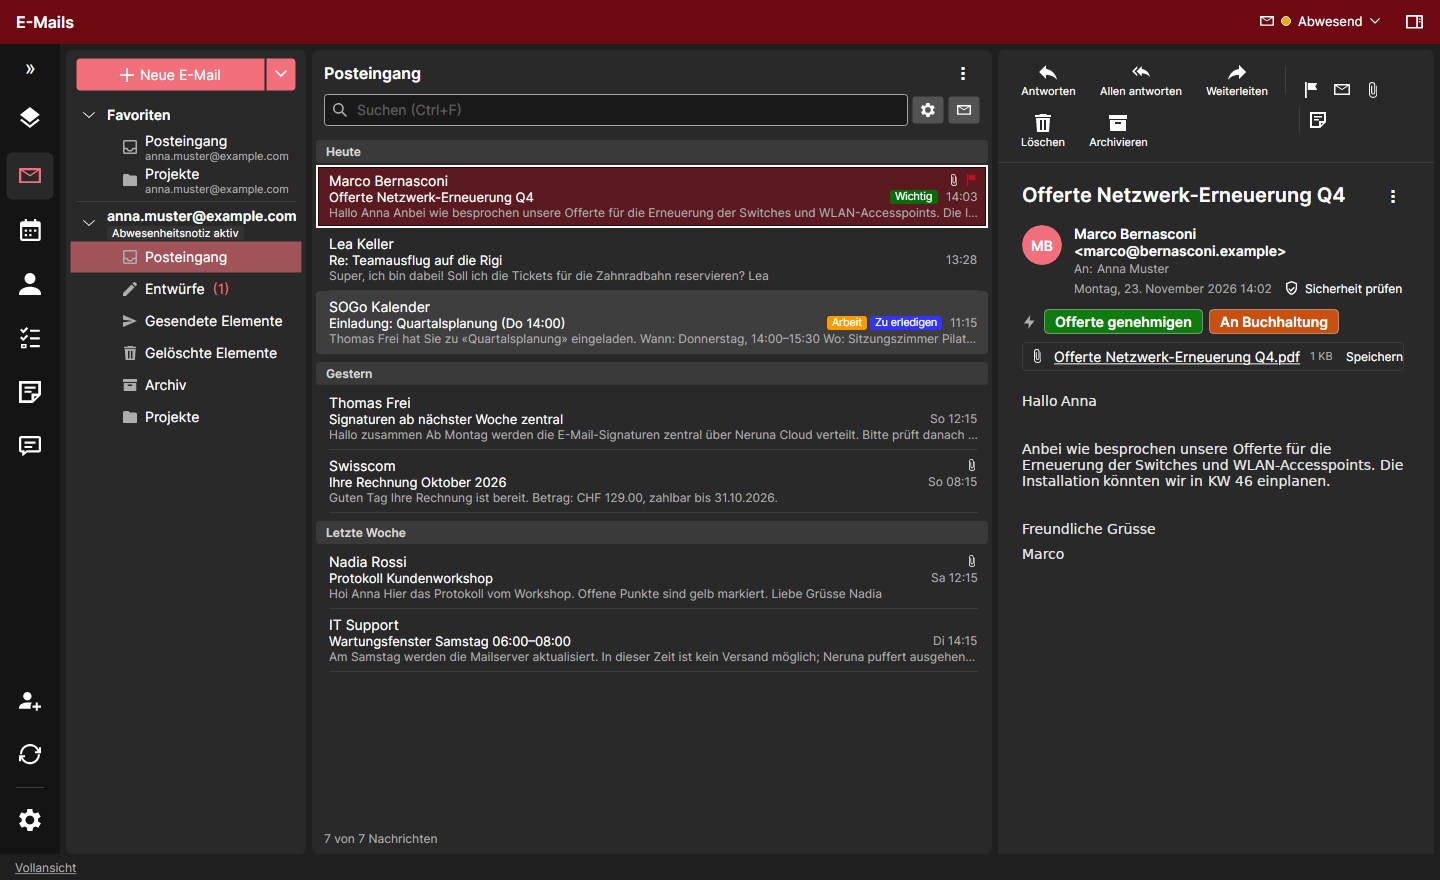 E-Mails
Abwesend
Neue E-Mail
Favoriten
Posteingang
anna.muster@example.com
Projekte
anna.muster@example.com
anna.muster@example.com
Abwesenheitsnotiz aktiv
Posteingang
Entwürfe (1)
Gesendete Elemente
Gelöschte Elemente
Archiv
Projekte
Posteingang
Suchen (Ctrl+F)
Heute
Marco Bernasconi
Offerte Netzwerk-Erneuerung Q4 Wichtig 14:03
Hallo Anna Anbei wie besprochen unsere Offerte für die Erneuerung der Switches und WLAN-Accesspoints. Die I...
Lea Keller
Re: Teamausflug auf die Rigi 13:28
Super, ich bin dabei! Soll ich die Tickets für die Zahnradbahn reservieren? Lea
SOGo Kalender
Einladung: Quartalsplanung (Do 14:00) Arbeit Zu erledigen 11:15
Thomas Frei hat Sie zu «Quartalsplanung» eingeladen. Wann: Donnerstag, 14:00–15:30 Wo: Sitzungszimmer Pilat...
Gestern
Thomas Frei
Signaturen ab nächster Woche zentral So 12:15
Hallo zusammen Ab Montag werden die E-Mail-Signaturen zentral über Neruna Cloud verteilt. Bitte prüft danach ...
Swisscom
Ihre Rechnung Oktober 2026 So 08:15
Guten Tag Ihre Rechnung ist bereit. Betrag: CHF 129.00, zahlbar bis 31.10.2026.
Letzte Woche
Nadia Rossi
Protokoll Kundenworkshop Sa 12:15
Hoi Anna Hier das Protokoll vom Workshop. Offene Punkte sind gelb markiert. Liebe Grüsse Nadia
IT Support
Wartungsfenster Samstag 06:00–08:00 Di 14:15
Am Samstag werden die Mailserver aktualisiert. In dieser Zeit ist kein Versand möglich; Neruna puffert ausgehen...
7 von 7 Nachrichten
Antworten Allen antworten Weiterleiten
Löschen Archivieren
Offerte Netzwerk-Erneuerung Q4
MB
Marco Bernasconi
<marco@bernasconi.example>
An: Anna Muster
Montag, 23. November 2026 14:02 Sicherheit prüfen
Offerte genehmigen An Buchhaltung
Offerte Netzwerk-Erneuerung Q4.pdf 1 KB Speichern
Hallo Anna
Anbei wie besprochen unsere Offerte für die
Erneuerung der Switches und WLAN-Accesspoints. Die
Installation könnten wir in KW 46 einplanen.
Freundliche Grüsse
Marco
Vollansicht